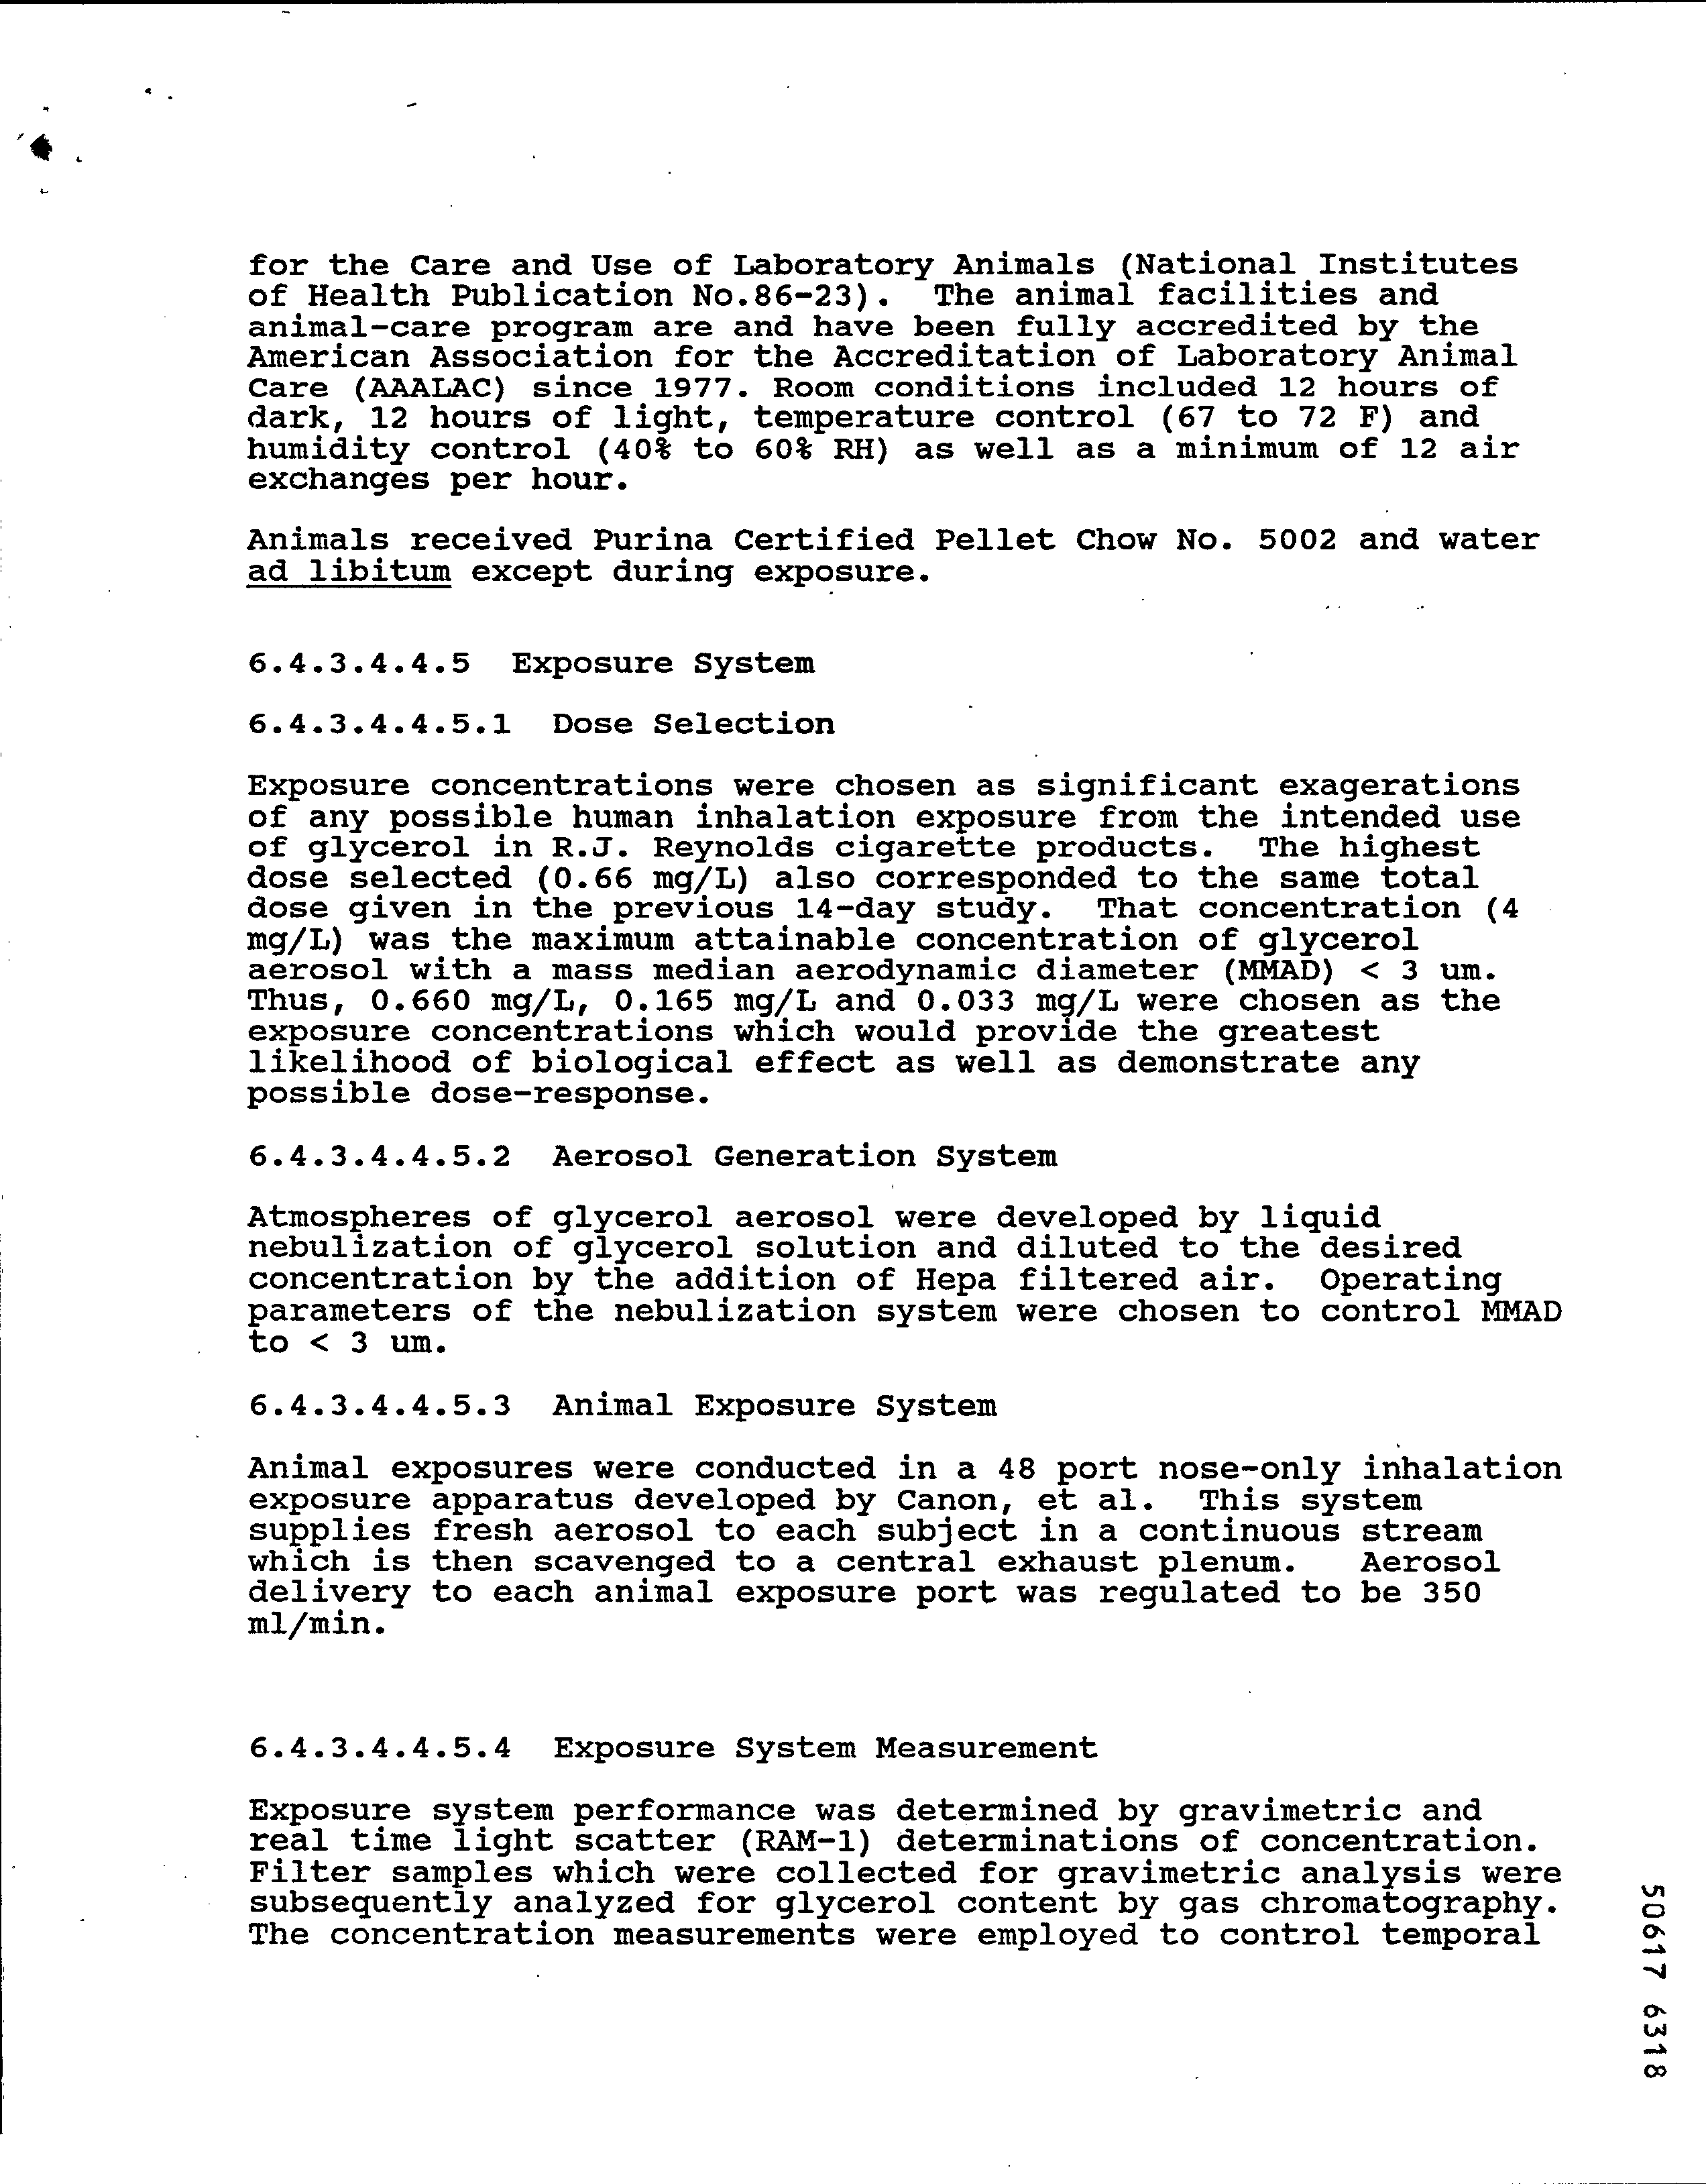 for the Care and Use of Laboratory Animals (National Institutes
of Health Publication No.86-23).  The animal facilities and
animal-care program are and have been fully accredited by the
American Association for the Accreditation of Laboratory Animal
Care (AAALAC) since 1977. Room conditions included 12 hours of
dark, 12 hours of light, temperature control (67 to 72 F) and
humidity control (40% to 60% RH) as well as a minimum of 12 air
exchanges per hour.
Animals received Purina Certified Pellet Chow No. 5002 and water
ad libitum except during exposure.
6.4.3.4.4.5  Exposure System
6.4.3.4.4.5.1  Dose Selection
Exposure concentrations were chosen as significant exagerations
of any possible human inhalation exposure from the intended use
of glycerol in R.J. Reynolds cigarette products.  The highest
dose selected (0.66 mg/L) also corresponded to the same total
dose given in the previous 14-day study.  That concentration (4
mg/L) was the maximum attainable concentration of glycerol
aerosol with a mass median aerodynamic diameter (MMAD) < 3 um.
Thus, 0.660 mg/L, 0.165 mg/L and 0.033 mg/L were chosen as the
exposure concentrations which would provide the greatest
likelihood of biological effect as well as demonstrate any
possible dose-response.
6.4.3.4.4.5.2  Aerosol Generation System
Atmospheres of glycerol aerosol were developed by liquid
nebulization of glycerol solution and diluted to the desired
concentration by the addition of Hepa filtered air.  Operating
parameters of the nebulization system were chosen to control MMAD
to < 3 um.
6.4.3.4.4.5.3  Animal Exposure System
Animal exposures were conducted in a 48 port nose-only inhalation
exposure apparatus developed by Canon, et al.  This system
supplies fresh aerosol to each subject in a continuous stream
which is then scavenged to a central exhaust plenum.   Aerosol
delivery to each animal exposure port was regulated to be 350
ml/min.
6.4.3.4.4.5.4  Exposure System Measurement
Exposure system performance was determined by gravimetric and
real time light scatter (RAM-1) determinations of concentration.
Filter samples which were collected for gravimetric analysis were
subsequently analyzed for glycerol content by gas chromatography.
The concentration measurements were employed to control temporal
50617 6318